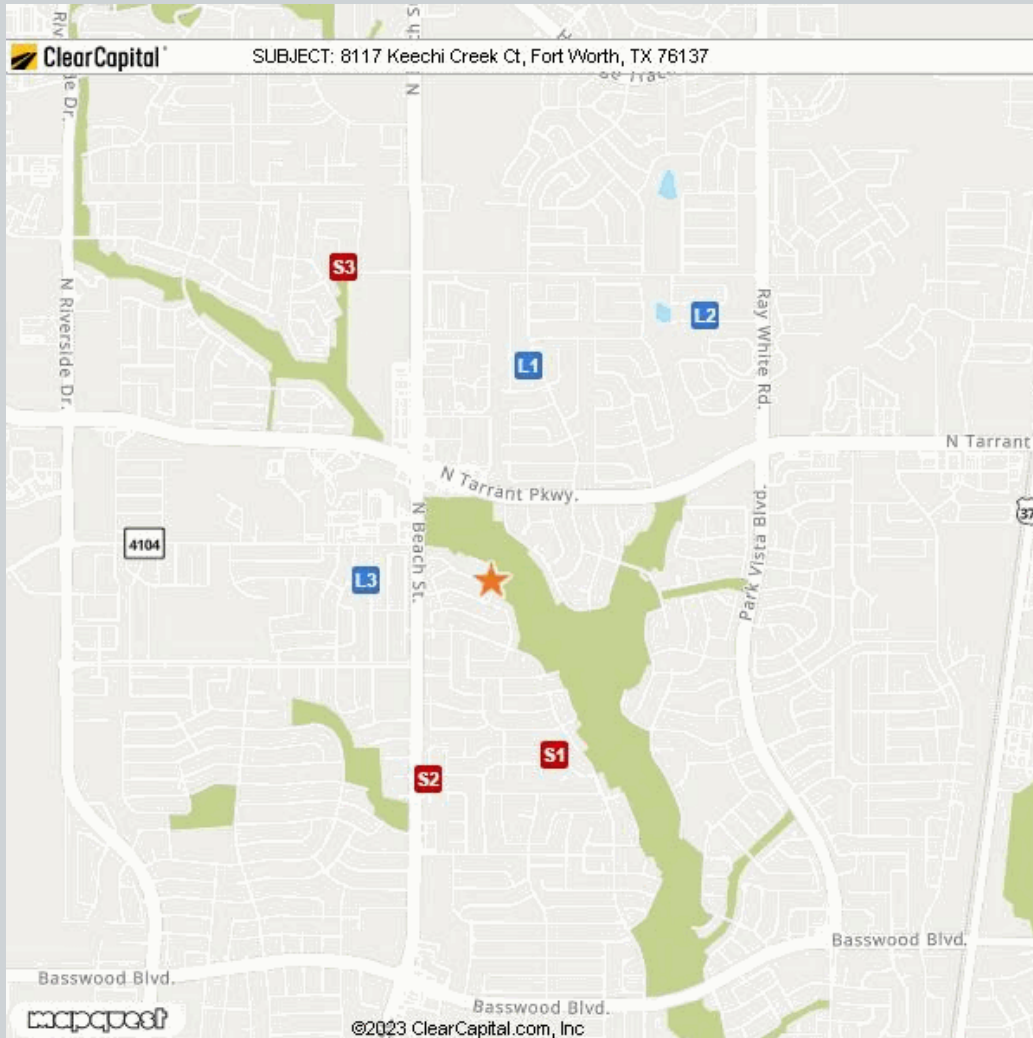 ClearCapital
SUBJECT: 8117 Keechi Creek Ct, Fort Worth, TX 76137
N
S3
L2
L1
N Riverside Dr.
Ray White Rd.
N Tarrant
N Tarrant Pkwy.
37
4104
N Beach St.
Park Vista Blvd.
L3
S1
S2
Basswood Blvd.
Basswood Blvd.
Basswood Blvd.
mapquest
©2023 ClearCapital.com, Inc